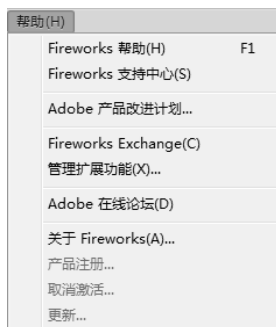 帮助(H)
Fireworks 帮助(H) F1
Fireworks 支持中心(S)
Adobe 产品改进计划...
Fireworks Exchange(C)
管理扩展功能(X)...
Adobe 在线论坛(D)
关于 Fireworks(A)...
产品注册...
取消激活...
更新...